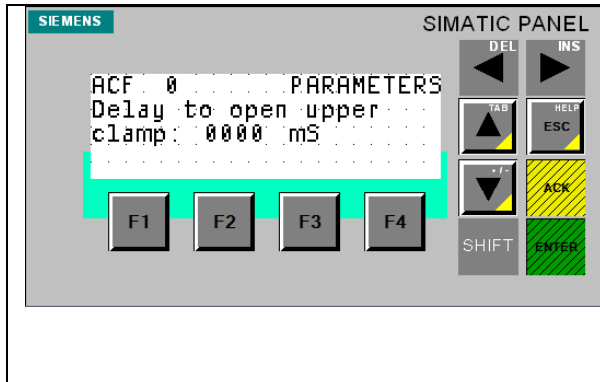 SIEMENS
SIMATIC PANEL
DEL
INS
ACF 0 PARAMETERS
Delay to open upper
clamp: 0000 mS
TAB
HELP
ESC
+/-
ACK
F1
F2
F3
F4
SHIFT
ENTER